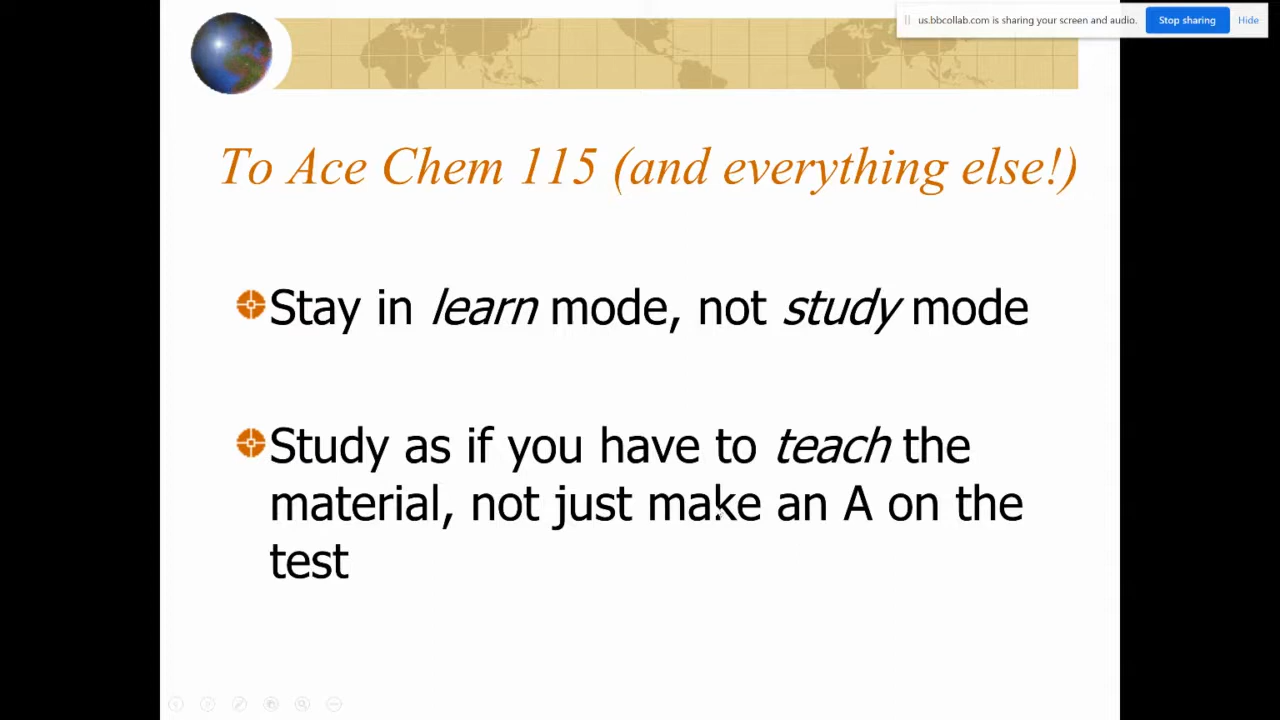 us.bbcollab.com is sharing your screen and audio. Stop sharing Hide
To Ace Chem 115 (and everything else!)
Stay in learn mode, not study mode
Study as if you have to teach the
material, not just make an A on the
test